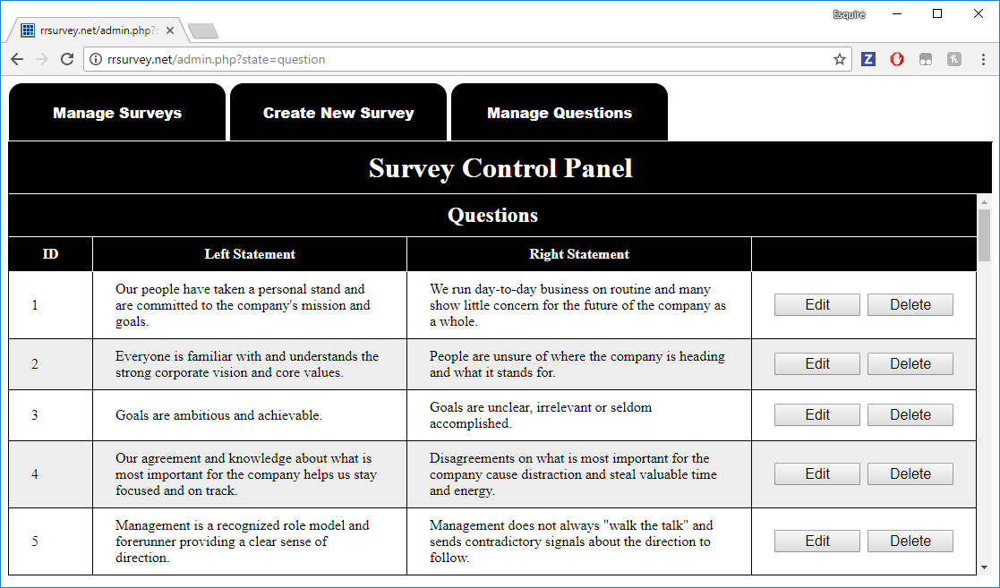 Esquire
rrsurvey.net/admin.php?s
rrsurvey.net/admin.php?state=question
Manage Surveys
Create New Survey
Manage Questions
Survey Control Panel
Questions
ID
Left Statement
Right Statement
1
Our people have taken a personal stand and
are committed to the company's mission and
goals.
We run day-to-day business on routine and many
show little concern for the future of the company as
a whole.
Edit
Delete
2
Everyone is familiar with and understands the
strong corporate vision and core values.
People are unsure of where the company is heading
and what it stands for.
Edit
Delete
3
Goals are ambitious and achievable.
Goals are unclear, irrelevant or seldom
accomplished.
Edit
Delete
4
Our agreement and knowledge about what is
most important for the company helps us stay
focused and on track.
Disagreements on what is most important for the
company cause distraction and steal valuable time
and energy.
Edit
Delete
5
Management is a recognized role model and
forerunner providing a clear sense of
direction.
Management does not always "walk the talk" and
sends contradictory signals about the direction to
follow.
Edit
Delete